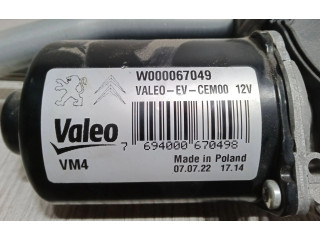 W000067049
VALEO-EV-CEM00 12V
Valeo
7 694000 670498
VM4
Made in Poland
07.07.22 17.14